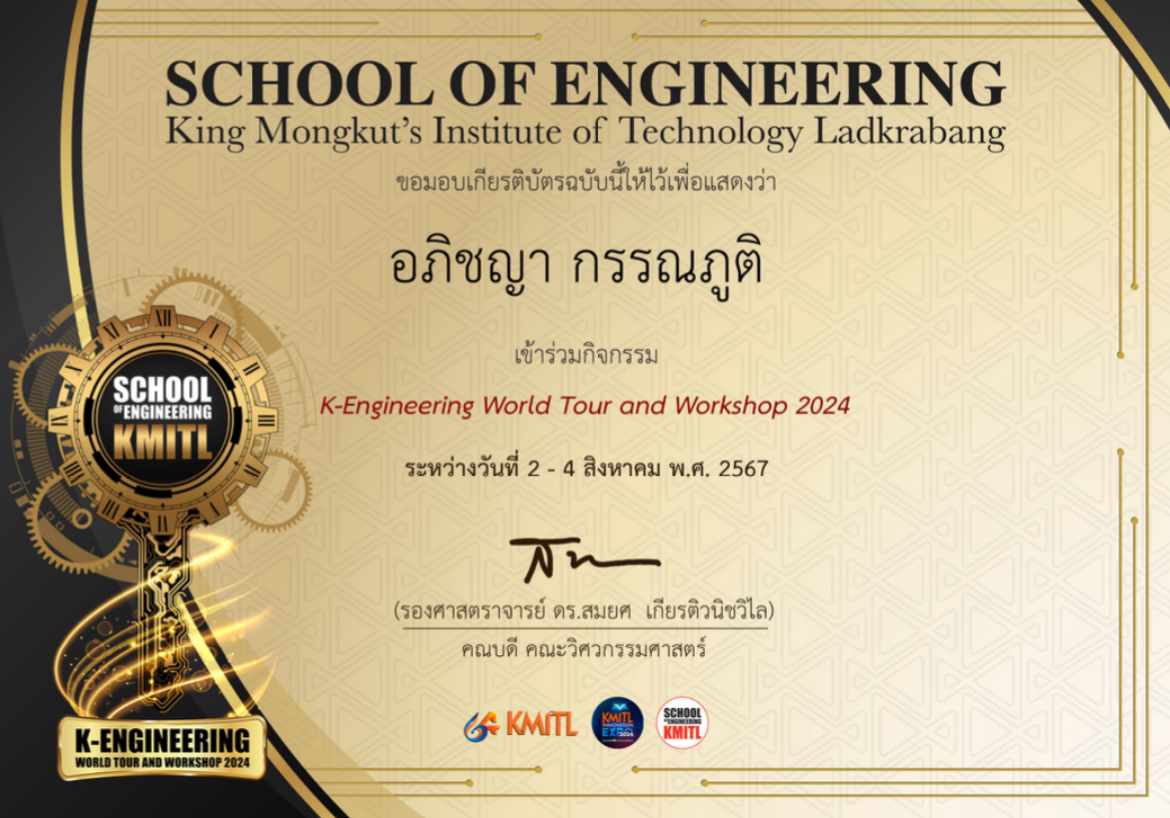 SCHOOL OF ENGINEERING
King Mongkut's Institute of Technology Ladkrabang
ขอมอบเกียรติบัตรฉบับนี้ให้ไว้เพื่อแสดงว่า
อภิชญา กรรณภูติ
เข้าร่วมกิจกรรม
K-Engineering World Tour and Workshop 2024
ระหว่างวันที่ 2 - 4 สิงหาคม พ.ศ. 2567
(รองศาสตราจารย์ ดร.สมยศ เกียรติวนิชวิไล)
คณบดี คณะวิศวกรรมศาสตร์
XI XII I
SCHOOL
OF ENGINEERING
KMITL
K-ENGINEERING
WORLD TOUR AND WORKSHOP 2024
64 KMITL
KMITL
INNOVATION
EXPO
2024
SCHOOL
OF ENGINEERING
KMITL